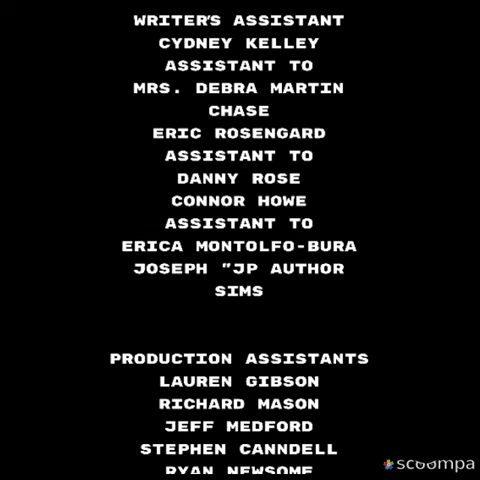 WRITER'S ASSISTANT
CYDNEY KELLEY
ASSISTANT TO
MRS. DEBRA MARTIN
CHASE
ERIC ROSENGARD
ASSISTANT TO
DANNY ROSE
CONNOR HOWE
ASSISTANT TO
ERICA MONTOLFO-BURA
JOSEPH "JP AUTHOR
SIMS
PRODUCTION ASSISTANTS
LAUREN GIBSON
RICHARD MASON
JEFF MEDFORD
STEPHEN CANNDELL
RYAN NEWSOME
scoompa